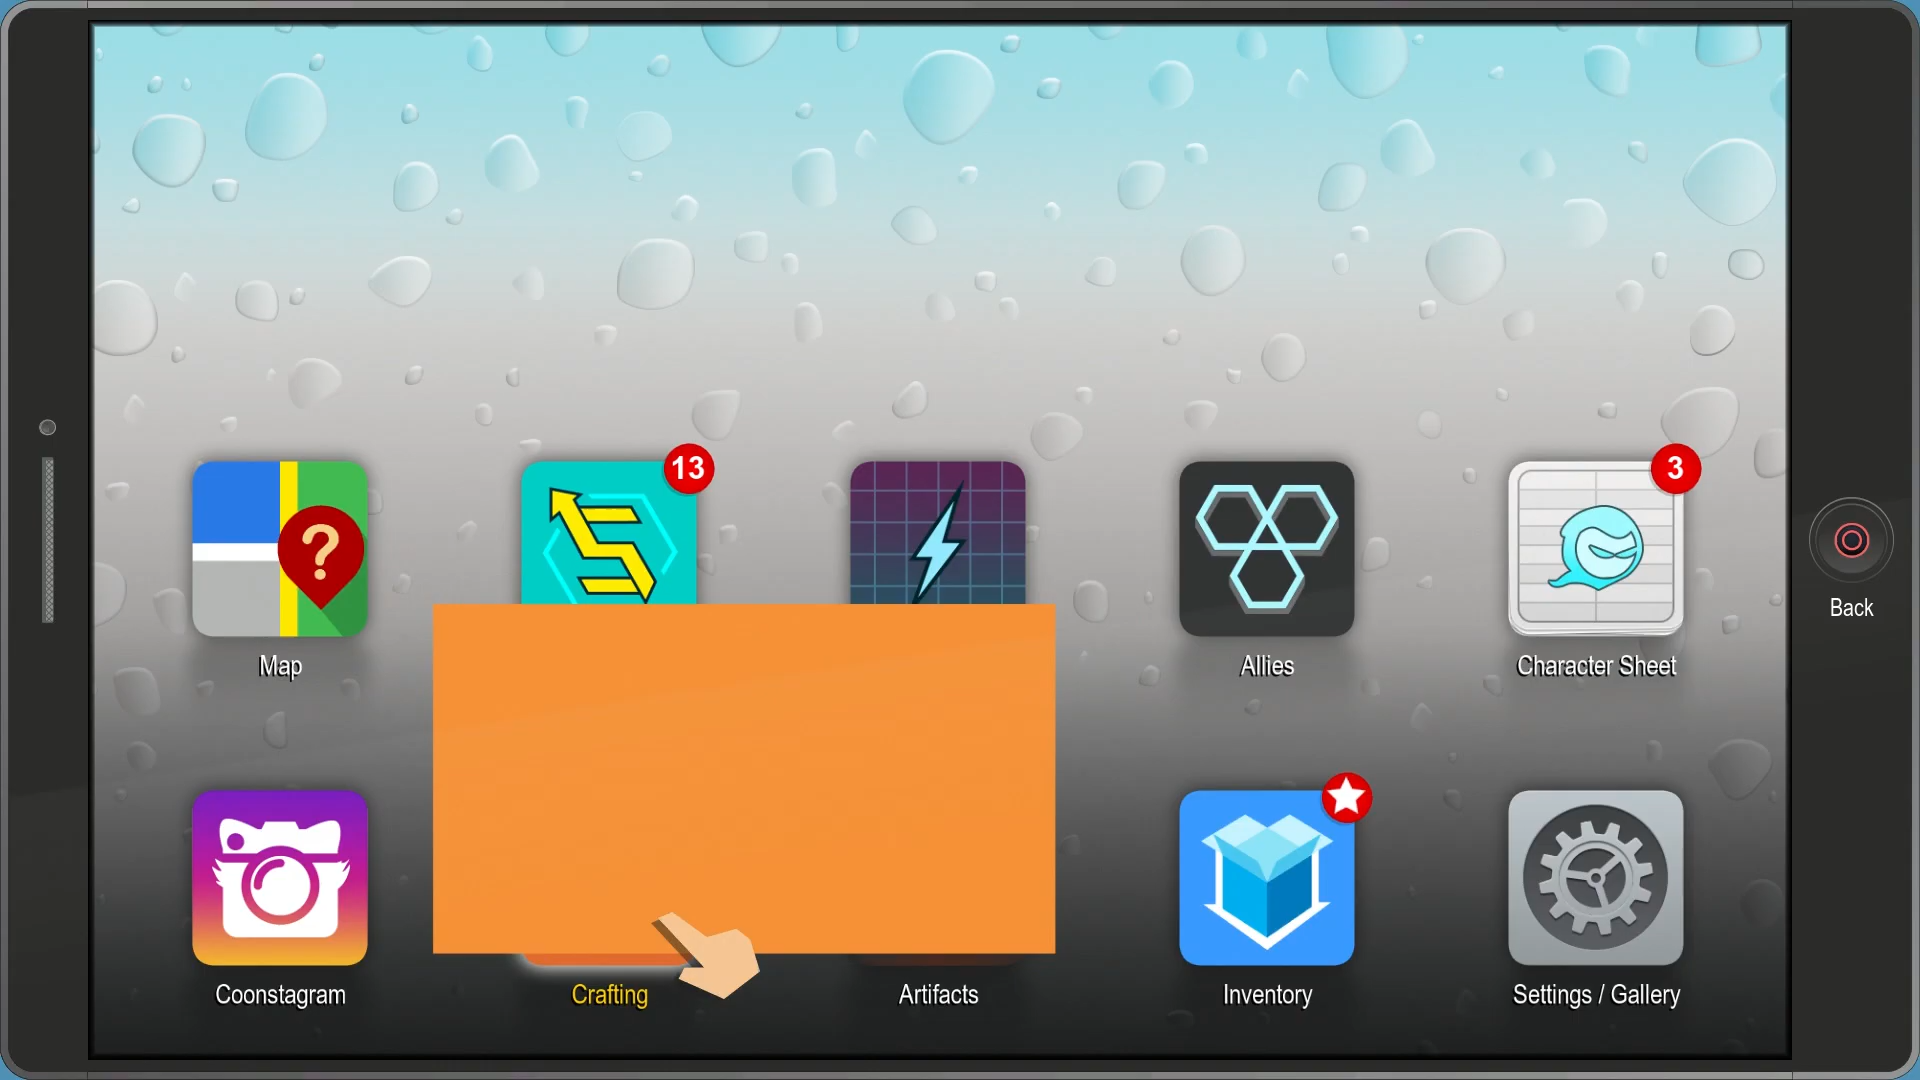 13
3
?
Map
Allies
Character Sheet
Back
Coonstagram
Crafting
Artifacts
Inventory
Settings / Gallery